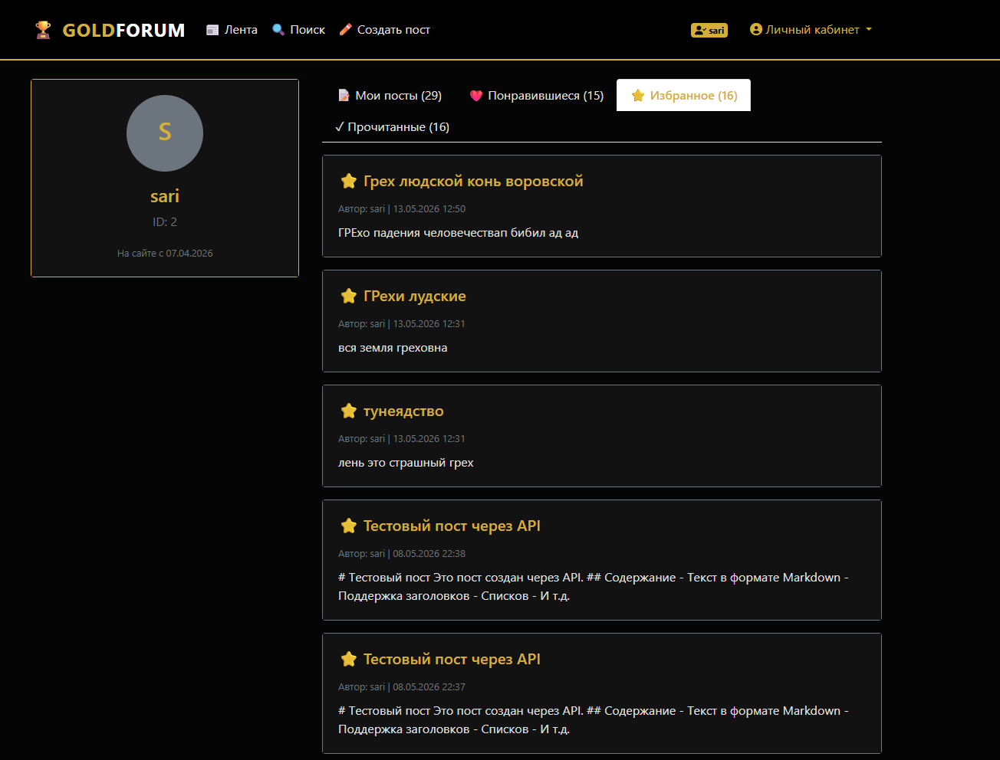 GOLDFORUM Лента Поиск Создать пост sari Личный кабинет
S
sari
ID: 2
На сайте с 07.04.2026
Мои посты (29) Понравившиеся (15) Избранное (16)
✓ Прочитанные (16)
Грех людской конь воровской
Автор: sari | 13.05.2026 12:50
ГРЕхо падения человечествап бибил ад ад
ГРехи лудские
Автор: sari | 13.05.2026 12:31
вся земля греховна
тунеядство
Автор: sari | 13.05.2026 12:31
лень это страшный грех
Тестовый пост через API
Автор: sari | 08.05.2026 22:38
# Тестовый пост Это пост создан через API. ## Содержание - Текст в формате Markdown -
Поддержка заголовков - Списков - И т.д.
Тестовый пост через API
Автор: sari | 08.05.2026 22:37
# Тестовый пост Это пост создан через API. ## Содержание - Текст в формате Markdown -
Поддержка заголовков - Списков - И т.д.